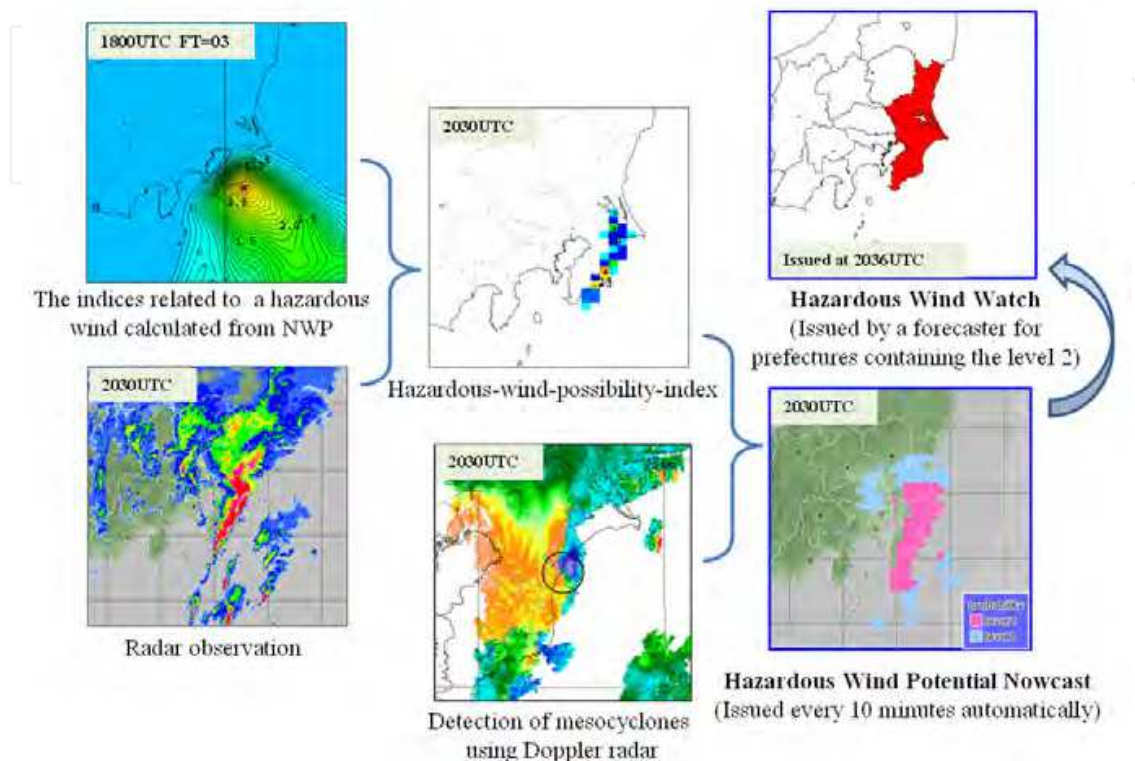 1800UTC FT=03
The indices related to a hazardous
wind calculated from NWP
2030UTC
Radar observation
2030UTC
Hazardous-wind-possibility-index
2030UTC
Detection of mesocyclones
using Doppler radar
Issued at 2036UTC
Hazardous Wind Watch
(Issued by a forecaster for
prefectures containing the level 2)
2030UTC
Hazardous Wind Potential Nowcast
(Issued every 10 minutes automatically)